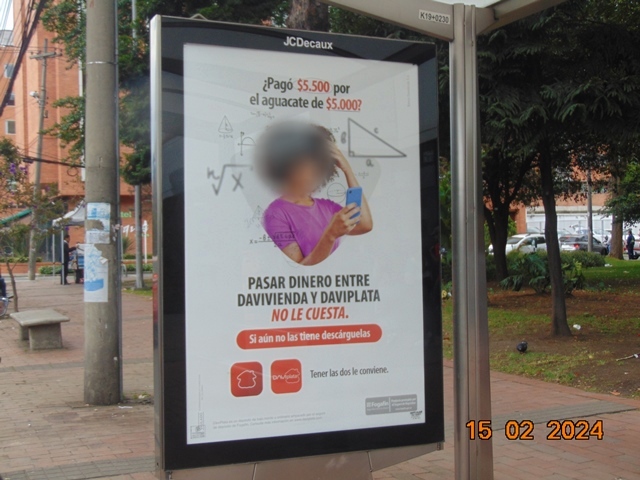 K19+0230
JCDecaux
¿Pagó $5.500 por
el aguacate de $5.000?
n√x
PASAR DINERO ENTRE
DAVIVIENDA Y DAVIPLATA
NO LE CUESTA.
Si aún no las tiene descárguelas
Tener las dos le conviene.
15 02 2024